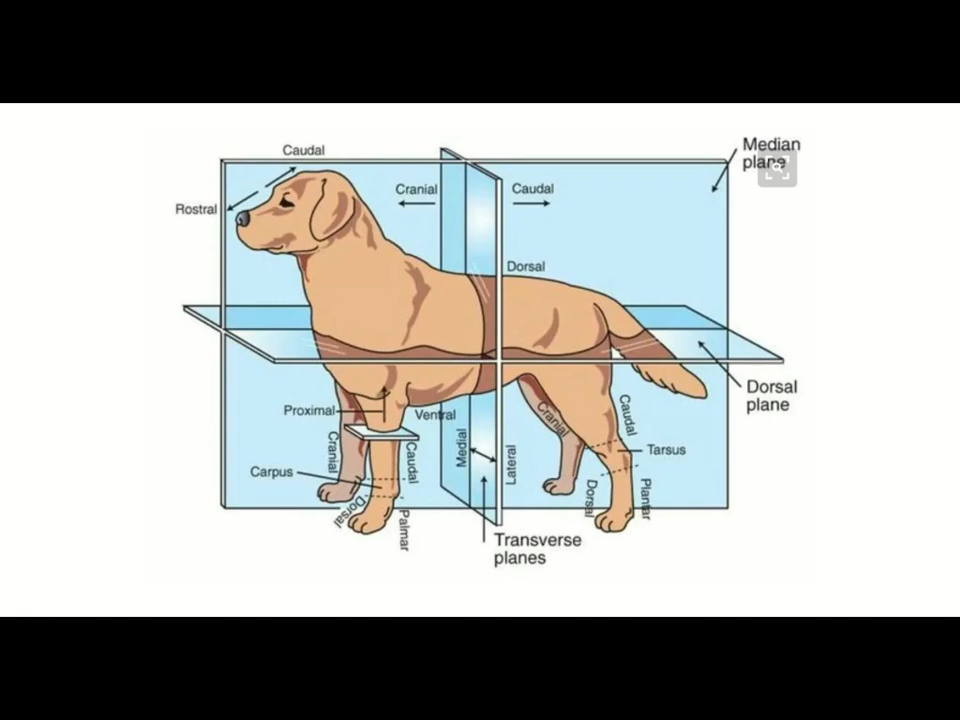 Caudal
Median
plane
Rostral
Cranial
Caudal
Dorsal
Dorsal
plane
Proximal
Ventral
Cranial
Caudal
Medial
Lateral
Cranial
Caudal
Tarsus
Carpus
Dorsal
Palmar
Dorsal
Plantar
Transverse
planes